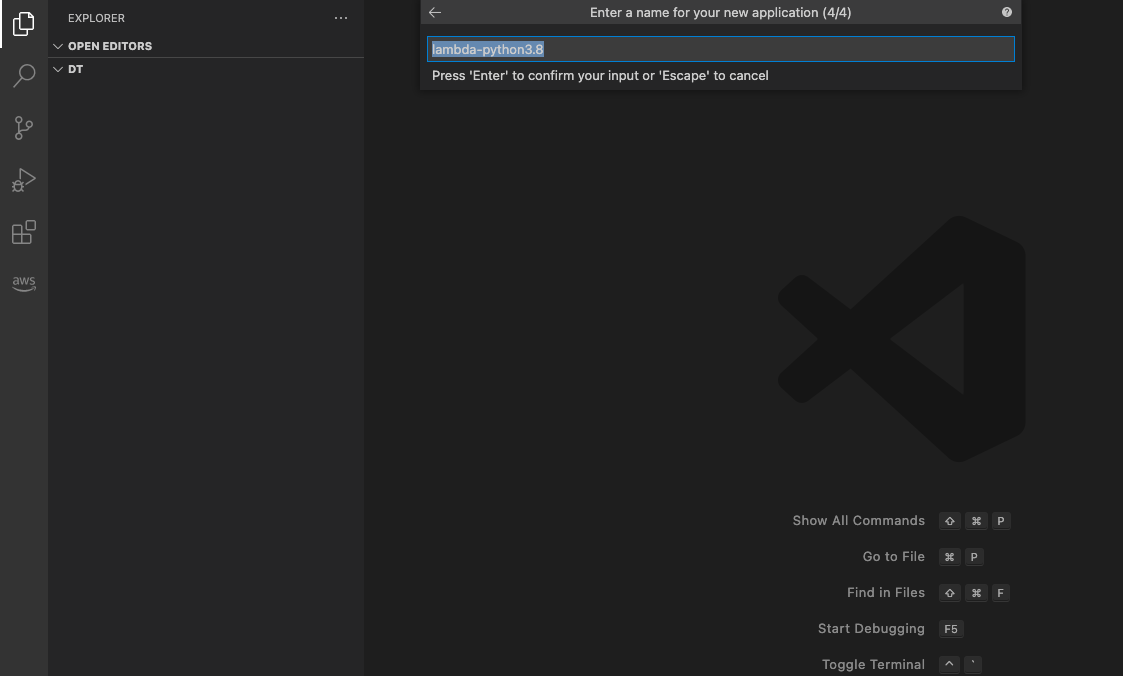 EXPLORER
OPEN EDITORS
DT
aws
Enter a name for your new application (4/4)
lambda-python3.8
Press 'Enter' to confirm your input or 'Escape' to cancel
Show All Commands ⇧ ⌘ P
Go to File ⌘ P
Find in Files ⇧ ⌘ F
Start Debugging F5
Toggle Terminal ^ `